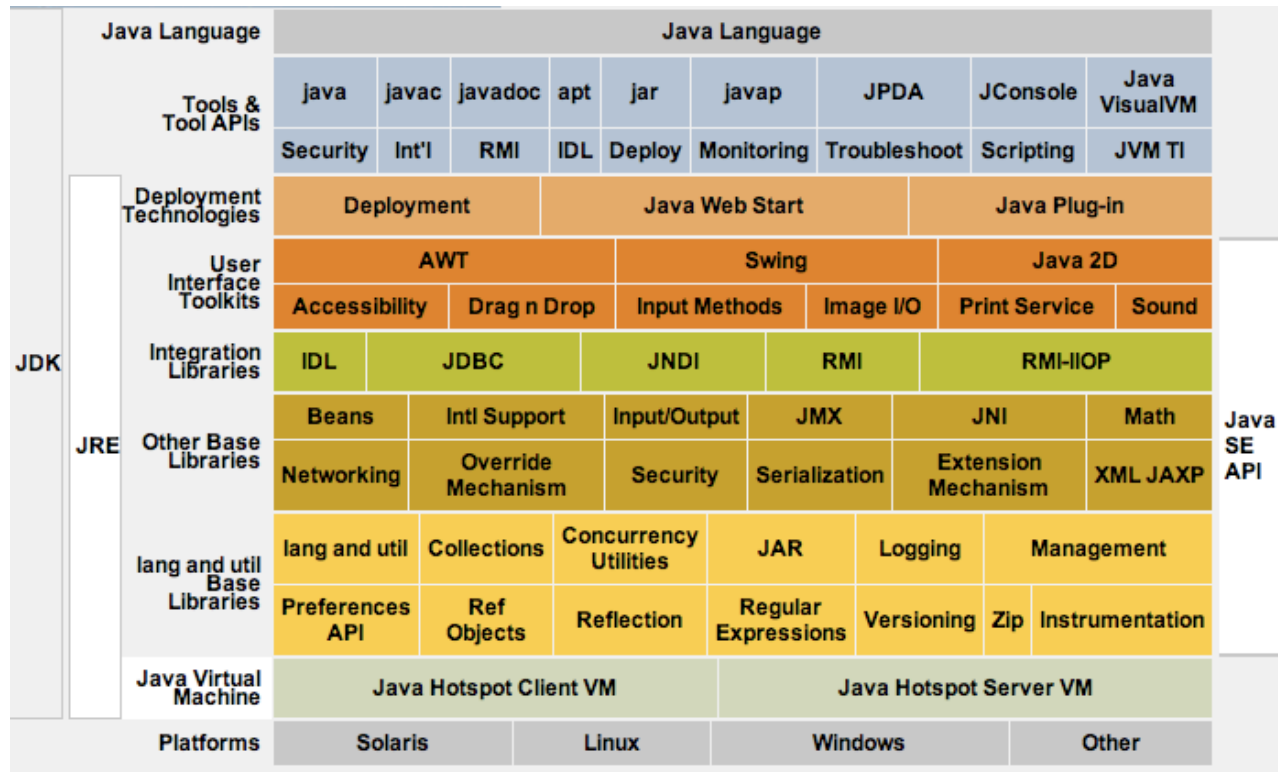 Java Language Java Language
java javac javadoc apt jar javap JPDA JConsole Java VisualVM
Tools & Tool APIs
Security Int'l RMI IDL Deploy Monitoring Troubleshoot Scripting JVM TI
Deployment Technologies Deployment Java Web Start Java Plug-in
AWT Swing Java 2D
User Interface Toolkits
Accessibility Drag n Drop Input Methods Image I/O Print Service Sound
JDK
Integration Libraries IDL JDBC JNDI RMI RMI-IIOP
Beans Intl Support Input/Output JMX JNI Math
JRE
Other Base Libraries
Java SE API
Networking Override Mechanism Security Serialization Extension Mechanism XML JAXP
lang and util Collections Concurrency Utilities JAR Logging Management
lang and util Base Libraries
Preferences API Ref Objects Reflection Regular Expressions Versioning Zip Instrumentation
Java Virtual Machine Java Hotspot Client VM Java Hotspot Server VM
Platforms Solaris Linux Windows Other